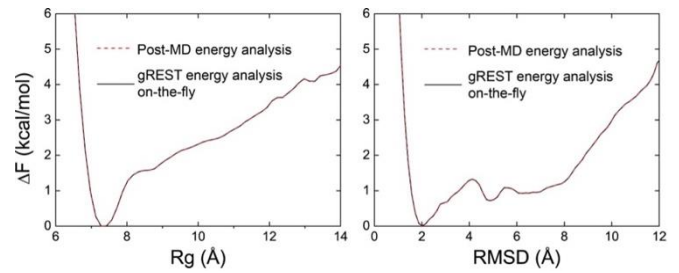 6
5
4
3
2
1
0
ΔF (kcal/mol)
Post-MD energy analysis
gREST energy analysis
on-the-fly
6 8 10 12 14
Rg (Å)
6
5
4
3
2
1
0
Post-MD energy analysis
gREST energy analysis
on-the-fly
0 2 4 6 8 10 12
RMSD (Å)